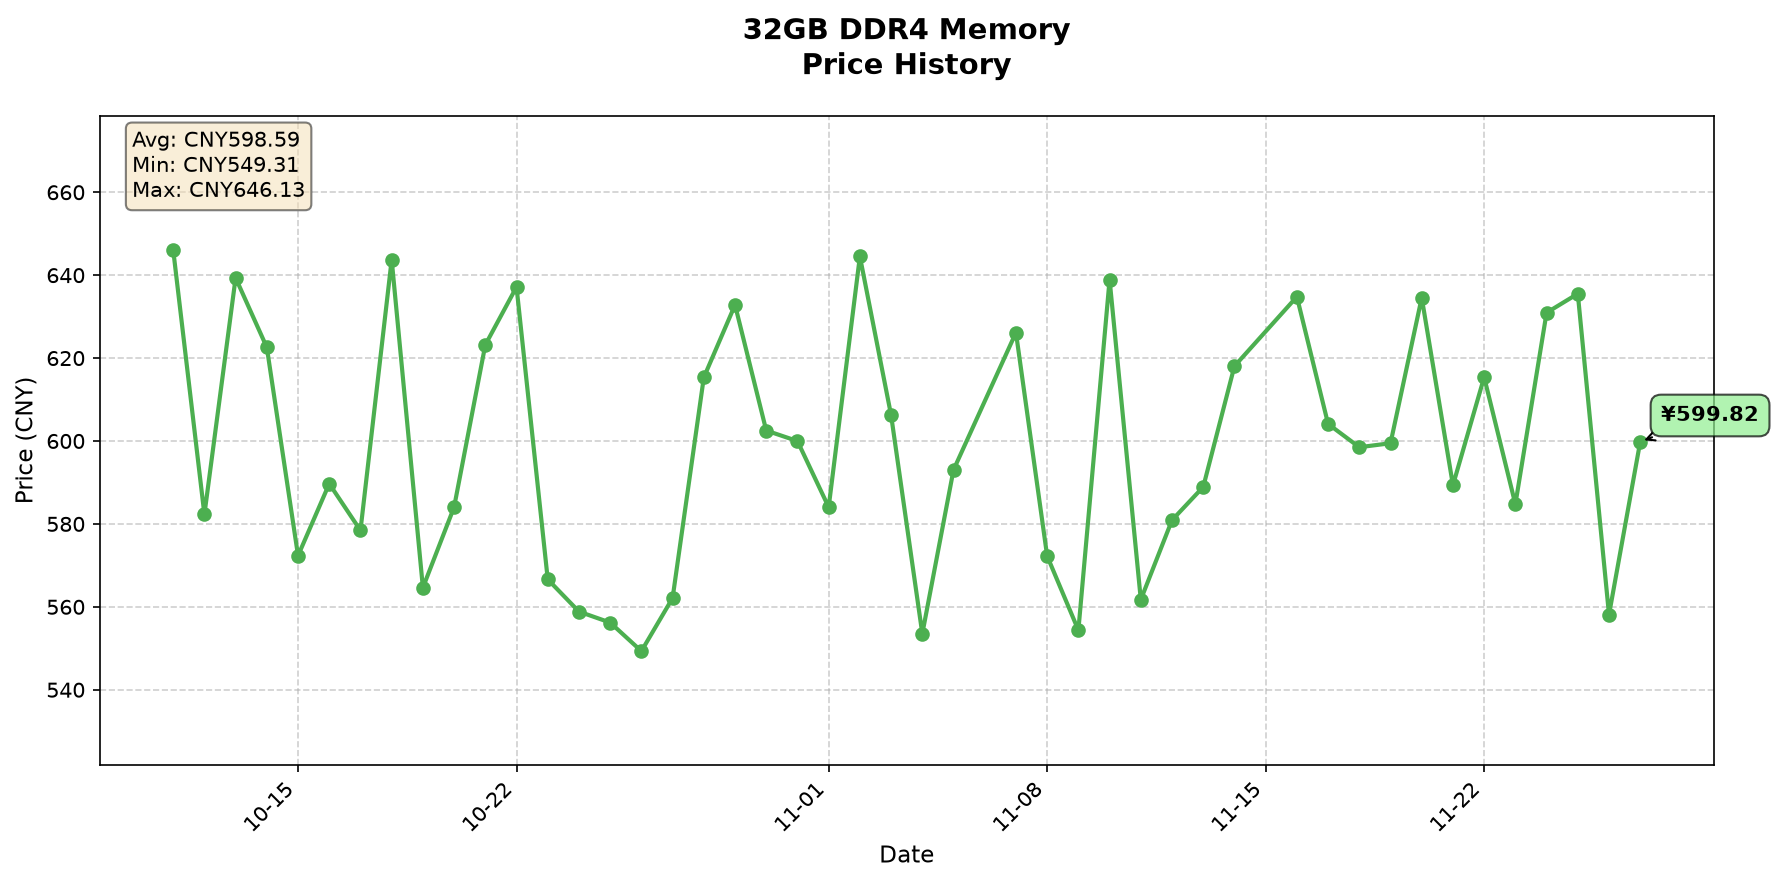 32GB DDR4 Memory
Price History
Avg: CNY598.59
Min: CNY549.31
Max: CNY646.13
660
640
620
600
580
560
540
Price (CNY)
¥599.82
10-15
10-22
11-01
11-08
11-15
11-22
Date